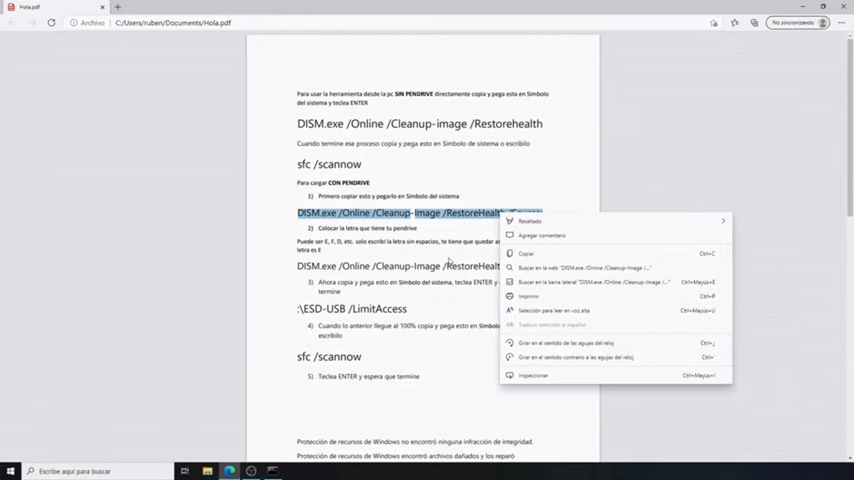 Hola.pdf
Archivo
C:/Users/ruben/Documents/Hola.pdf
No sincronizando
Para usar la herramienta desde la pc SIN PENDRIVE directamente copia y pega esta en Símbolo
del sistema y teclea ENTER
DISM.exe /Online /Cleanup-image /Restorehealth
Cuando termine ese proceso copia y pega esto en Símbolo de sistema o escribilo
sfc /scannow
Para cargar CON PENDRIVE
1) Primero copiar esto y pegarlo en Símbolo del sistema
DISM.exe /Online /Cleanup-Image /RestoreHealth
2) Colocar la letra que tiene tu pendrive
Puede ser E, F, D, etc. solo escribí la letra sin espacios, te tiene que quedar
letra es E
DISM.exe /Online /Cleanup-Image /RestoreHealt
3) Ahora copia y pega esto en Símbolo del sistema, teclea ENTER y
termine
:\ESD-USB /LimitAccess
4) Cuando lo anterior llegue al 100% copia y pega esto en Símbolo
escribilo
sfc /scannow
5) Teclea ENTER y espera que termine
Protección de recursos de Windows no encontró ninguna infracción de integridad.
Protección de recursos de Windows encontró archivos dañados y los reparó
Resaltado
Agregar comentario
Copiar Ctrl+C
Buscar en la web "DISM.exe /Online /Cleanup-Image /..."
Buscar en la barra lateral "DISM.exe /Online /Cleanup-Image /..." Ctrl+Mayús+E
Imprimir Ctrl+P
Selección para leer en voz alta Ctrl+Mayús+U
Traducir selección al español
Girar en el sentido de las agujas del reloj
Girar en el sentido contrario a las agujas del reloj
Inspeccionar Ctrl+Mayús+I
Escribe aquí para buscar